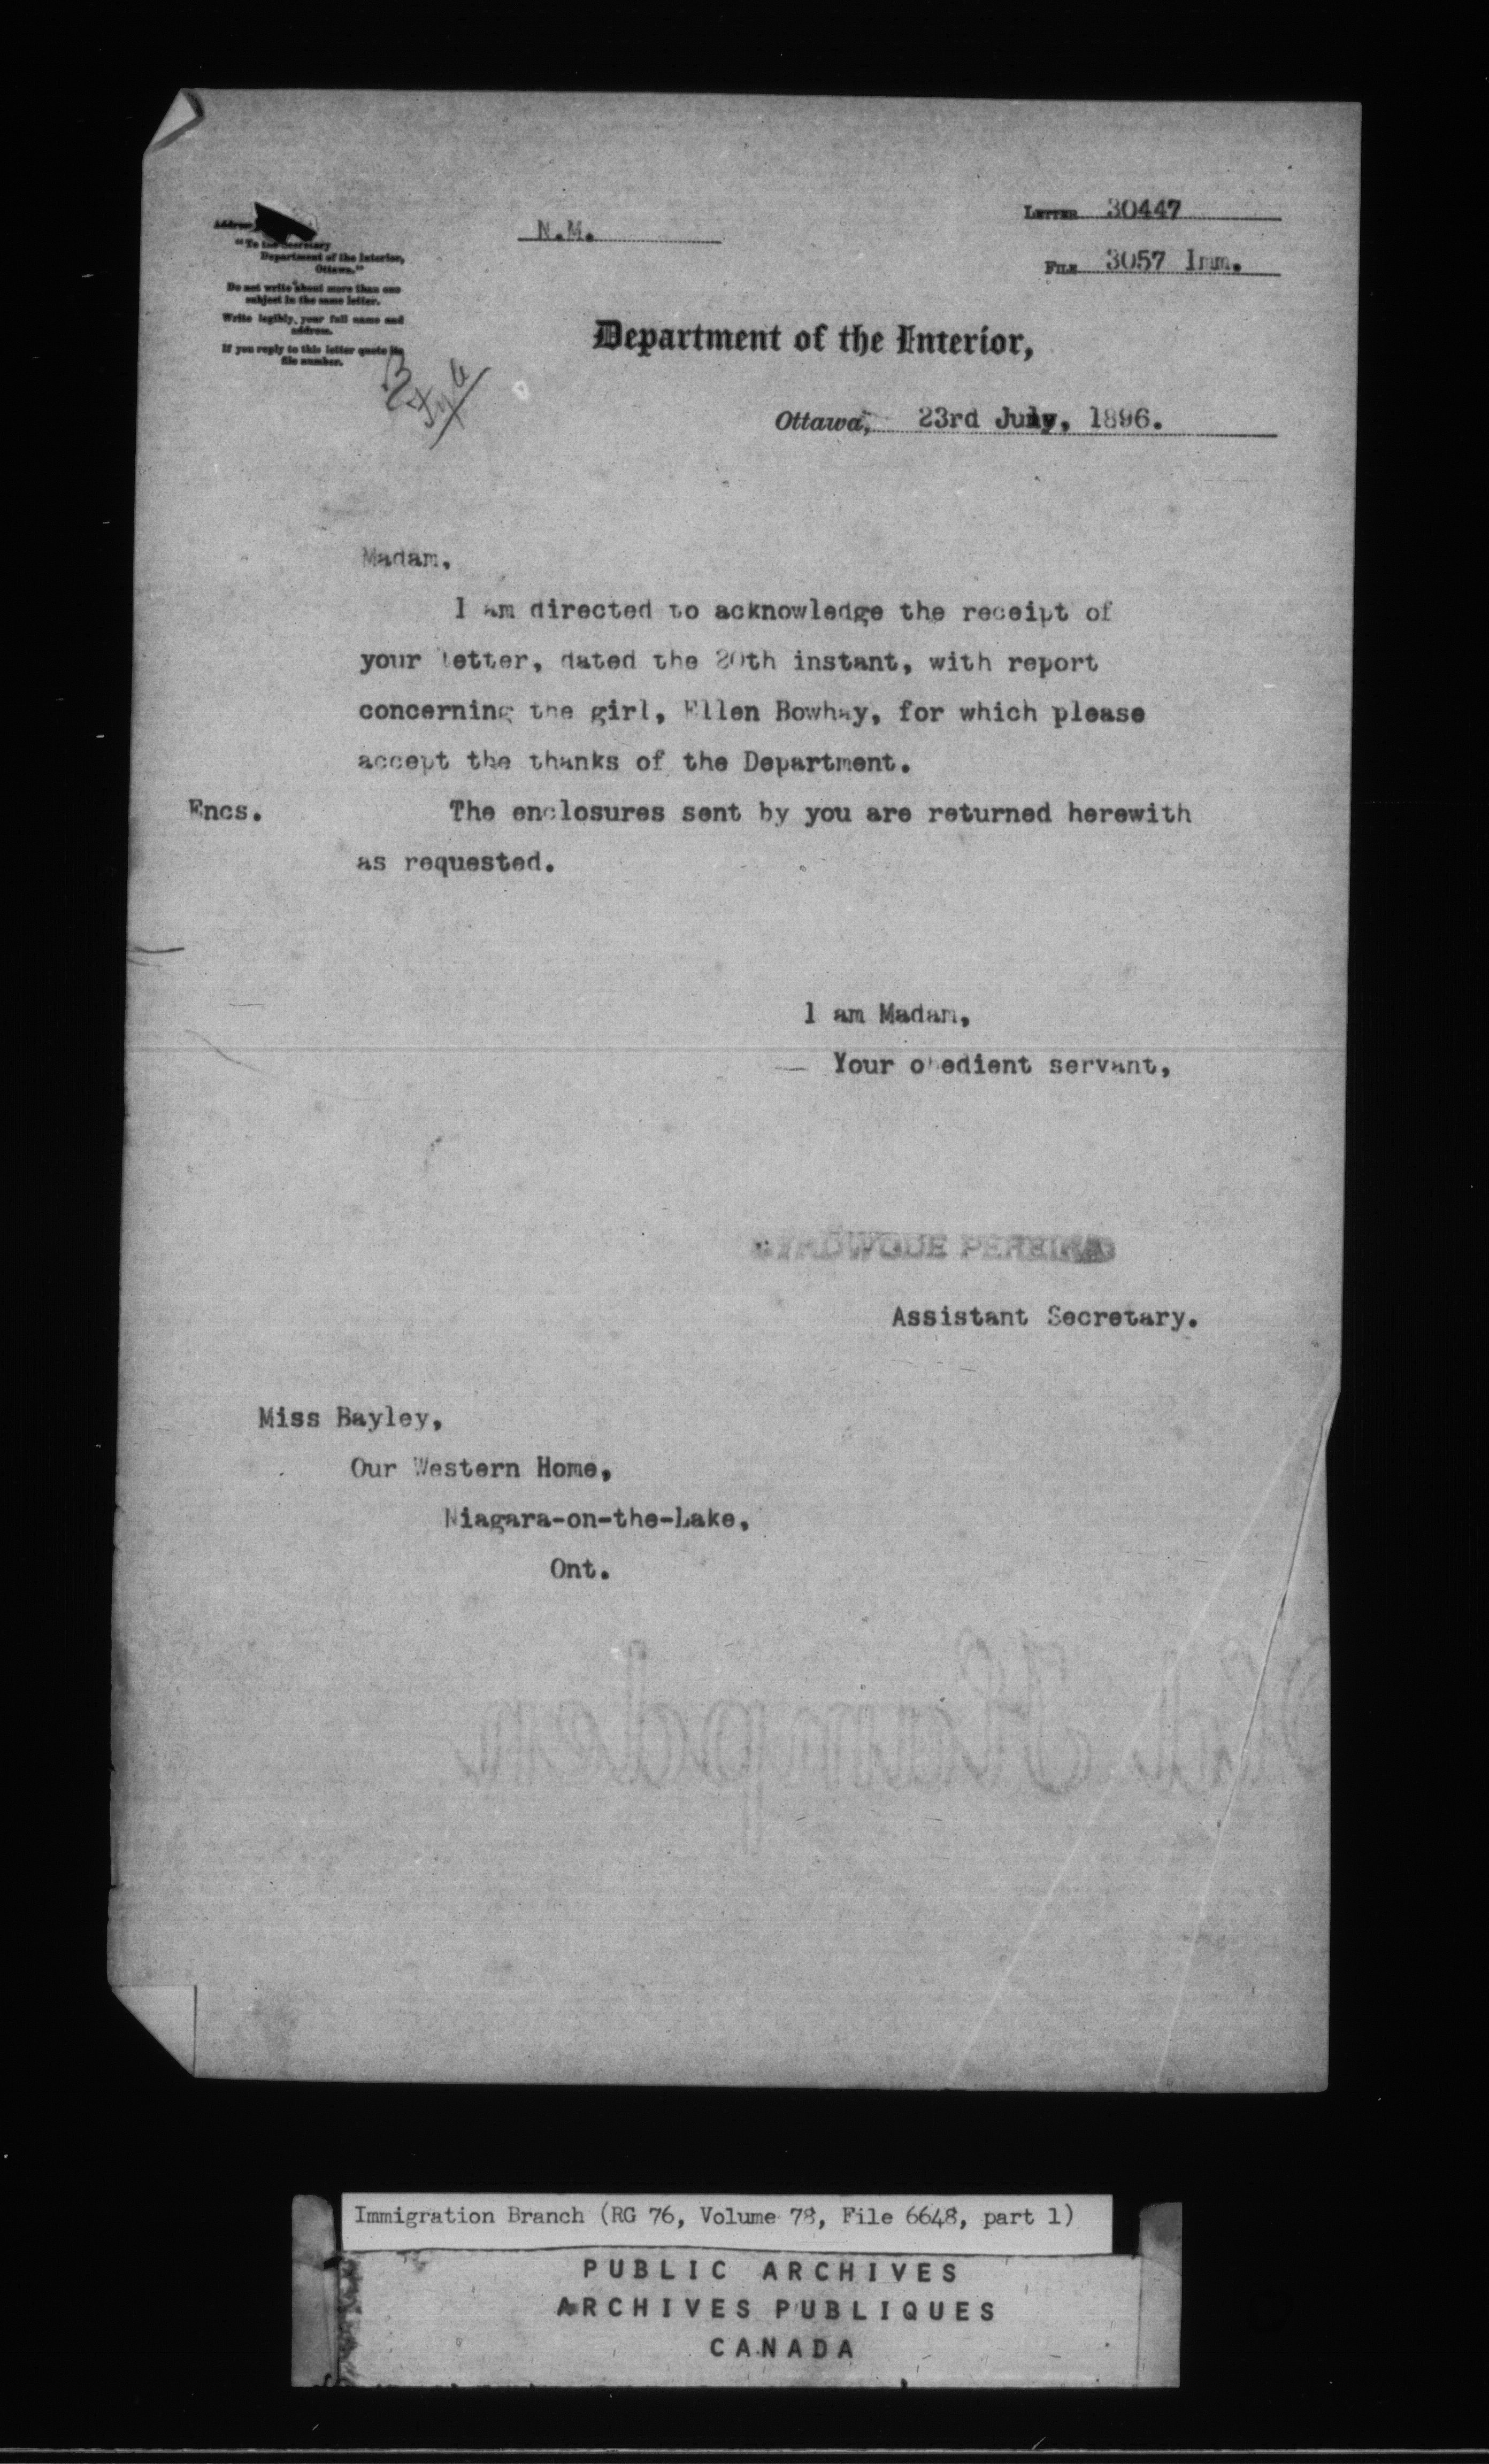 N.M.
LETTER 30447
FILE 3057 Imm.
"To the Secretary
Department of the Interior,
Ottawa."
Do not write about more than one
subject in the same letter.
Write legibly, your full name and
address.
If you reply to this letter quote its
file number.
Department of the Interior,
Ottawa, 23rd July, 1896.
Madam,
I am directed to acknowledge the receipt of
your letter, dated the 20th instant, with report
concerning the girl, Ellen Bowhay, for which please
accept the thanks of the Department.
Encs. The enclosures sent by you are returned herewith
as requested.
I am Madam,
Your obedient servant,
PEREIRA
Assistant Secretary.
Miss Bayley,
Our Western Home,
Niagara-on-the-Lake,
Ont.
Immigration Branch (RG 76, Volume 78, File 6648, part 1)
PUBLIC ARCHIVES
ARCHIVES PUBLIQUES
CANADA